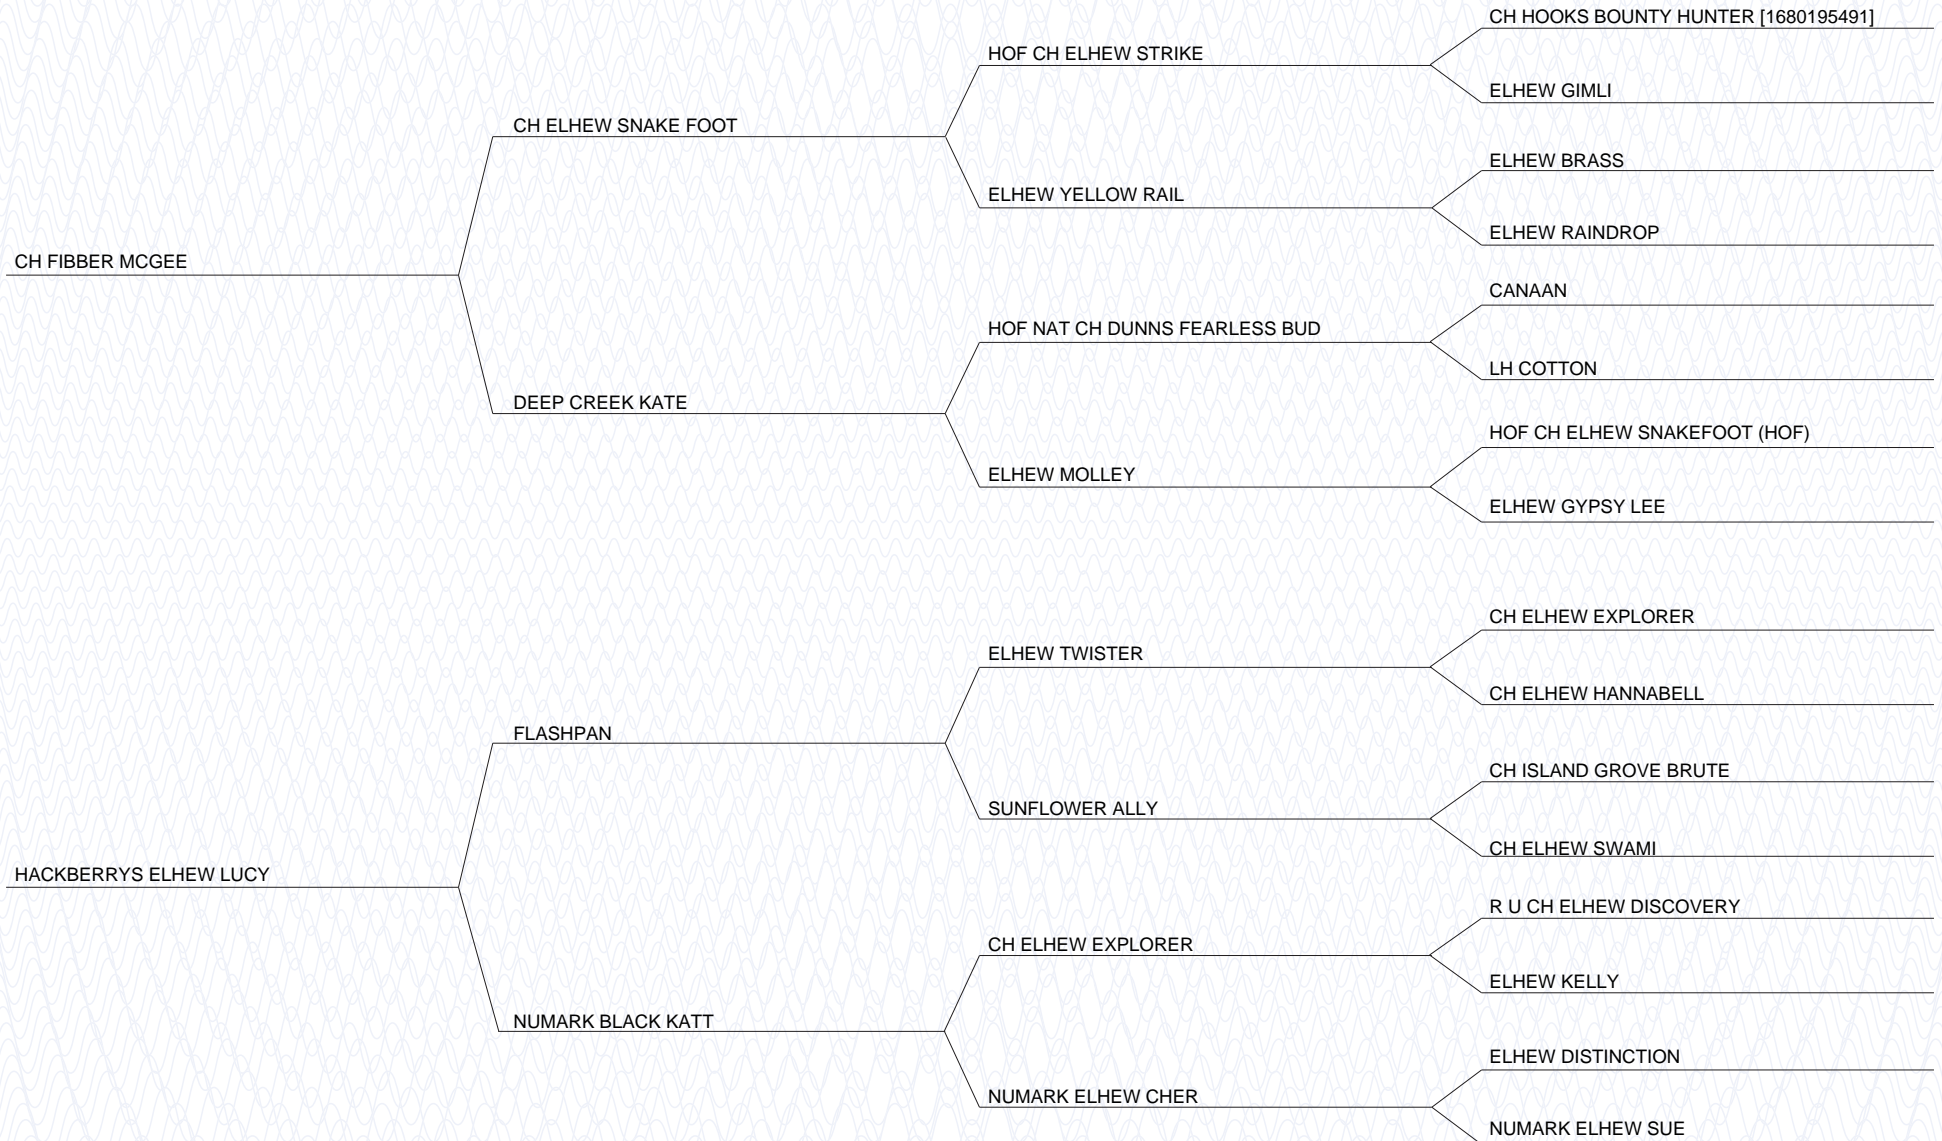 CH HOOKS BOUNTY HUNTER [1680195491]
HOF CH ELHEW STRIKE
ELHEW GIMLI
CH ELHEW SNAKE FOOT
ELHEW BRASS
ELHEW YELLOW RAIL
ELHEW RAINDROP
CH FIBBER MCGEE
CANAAN
HOF NAT CH DUNNS FEARLESS BUD
LH COTTON
DEEP CREEK KATE
HOF CH ELHEW SNAKEFOOT (HOF)
ELHEW MOLLEY
ELHEW GYPSY LEE
CH ELHEW EXPLORER
ELHEW TWISTER
CH ELHEW HANNABELL
FLASHPAN
CH ISLAND GROVE BRUTE
SUNFLOWER ALLY
CH ELHEW SWAMI
HACKBERRYS ELHEW LUCY
R U CH ELHEW DISCOVERY
CH ELHEW EXPLORER
ELHEW KELLY
NUMARK BLACK KATT
ELHEW DISTINCTION
NUMARK ELHEW CHER
NUMARK ELHEW SUE